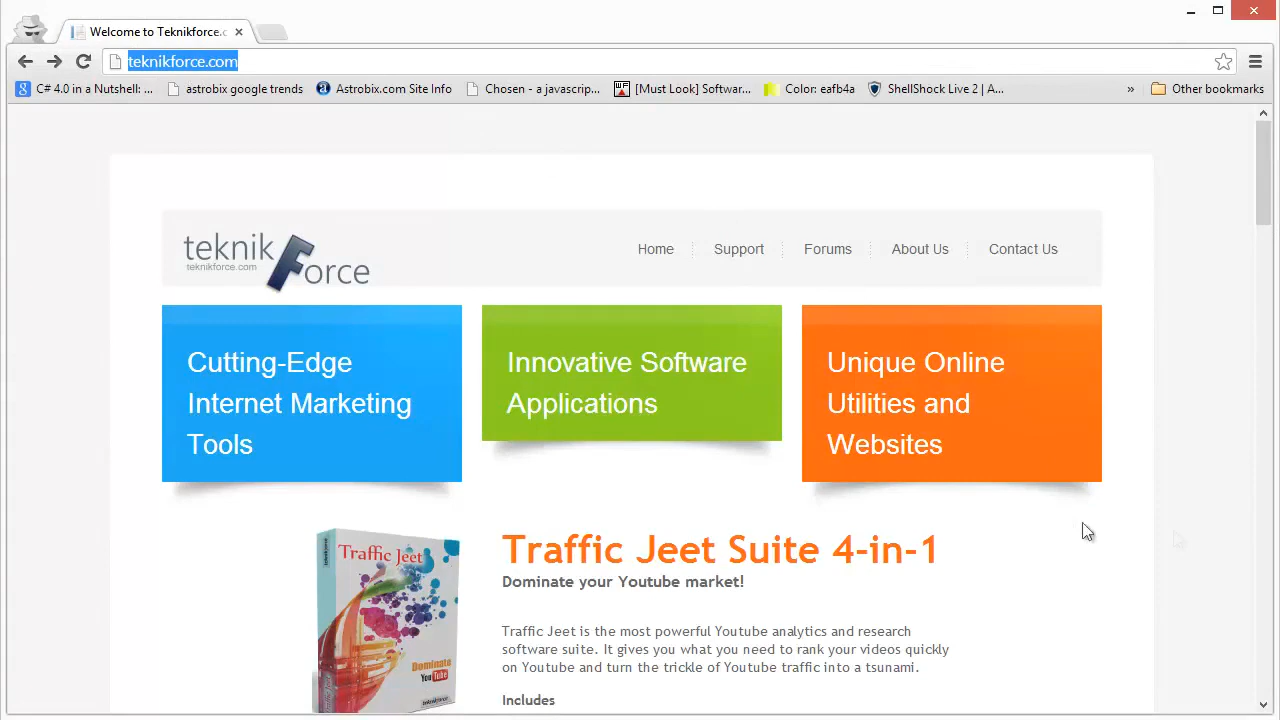 Welcome to Teknikforce.c
teknikforce.com
C# 4.0 in a Nutshell: ...
astrobix google trends
Astrobix.com Site Info
Chosen - a javascrip...
[Must Look] Softwar...
Color: eafb4a
ShellShock Live 2 | A...
»
Other bookmarks
teknik
teknikforce.com
Force
Home
Support
Forums
About Us
Contact Us
Cutting-Edge
Internet Marketing
Tools
Innovative Software
Applications
Unique Online
Utilities and
Websites
Traffic Jeet
Dominate
YouTube
teknikforce
Traffic Jeet Suite 4-in-1
Dominate your Youtube market!
Traffic Jeet is the most powerful Youtube analytics and research
software suite. It gives you what you need to rank your videos quickly
on Youtube and turn the trickle of Youtube traffic into a tsunami.
Includes